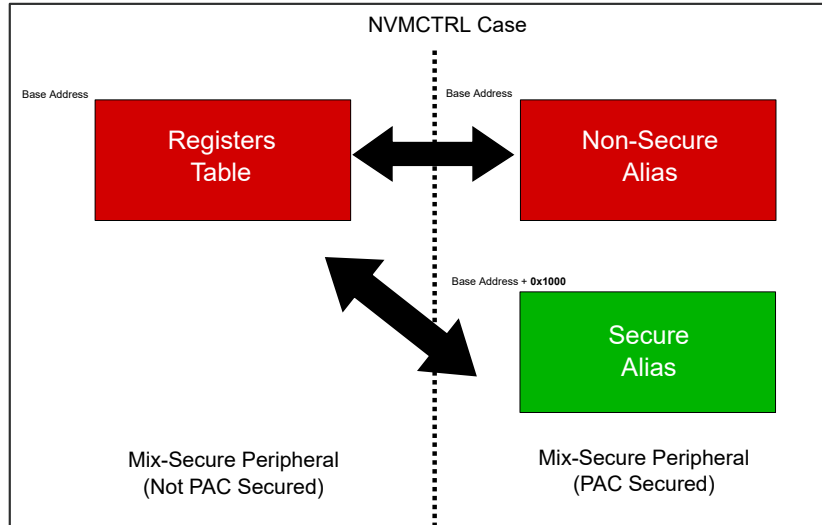 NVMCTRL Case
Base Address
Registers
Table
Base Address
Non-Secure
Alias
Base Address + 0x1000
Secure
Alias
Mix-Secure Peripheral
(Not PAC Secured)
Mix-Secure Peripheral
(PAC Secured)